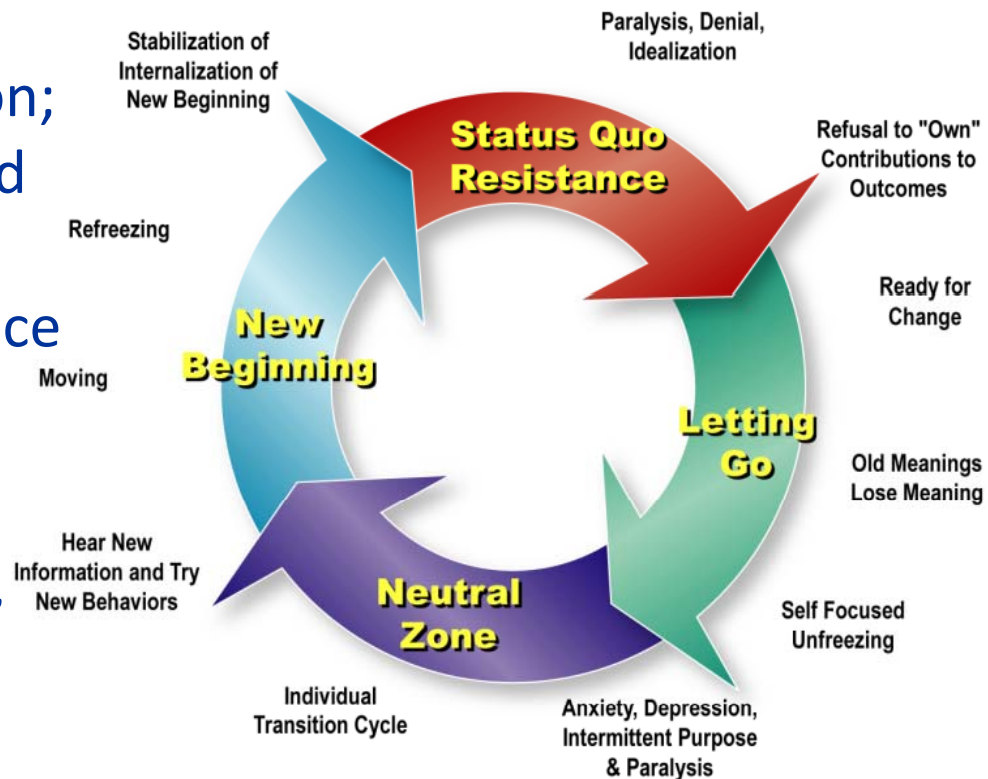 on;
d
ce
,
Paralysis, Denial,
Idealization
Stabilization of
Internalization of
New Beginning
Status Quo
Resistance
Refusal to "Own"
Contributions to
Outcomes
Refreezing
Ready for
Change
New
Beginning
Moving
Letting
Go
Old Meanings
Lose Meaning
Hear New
Information and Try
New Behaviors
Neutral
Zone
Self Focused
Unfreezing
Individual
Transition Cycle
Anxiety, Depression,
Intermittent Purpose
& Paralysis